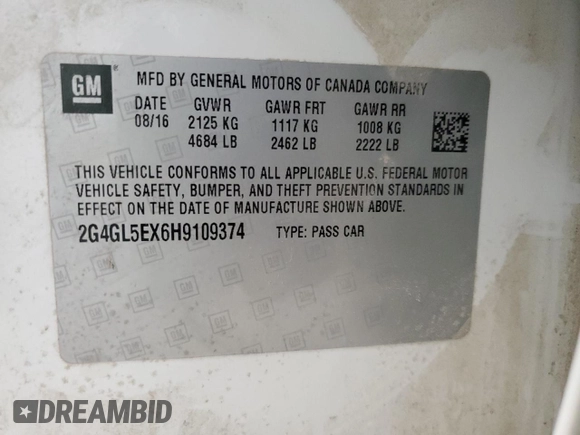 GM
MFD BY GENERAL MOTORS OF CANADA COMPANY
DATE GVWR GAWR FRT GAWR RR
08/16 2125 KG 1117 KG 1008 KG
4684 LB 2462 LB 2222 LB
THIS VEHICLE CONFORMS TO ALL APPLICABLE U.S. FEDERAL MOTOR
VEHICLE SAFETY, BUMPER, AND THEFT PREVENTION STANDARDS IN
EFFECT ON THE DATE OF MANUFACTURE SHOWN ABOVE.
2G4GL5EX6H9109374 TYPE: PASS CAR
DREAMBID